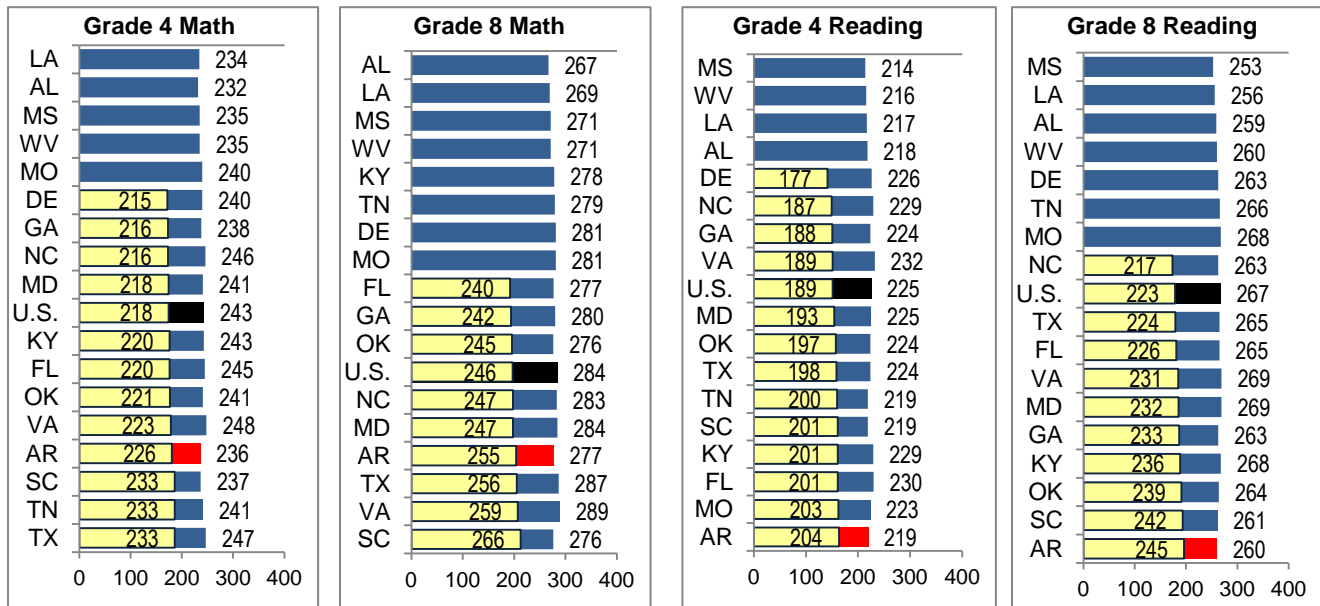 Grade 4 Math
LA 234
AL 232
MS 235
WV 235
MO 240
DE 215 240
GA 216 238
NC 216 246
MD 218 241
U.S. 218 243
KY 220 243
FL 220 245
OK 221 241
VA 223 248
AR 226 236
SC 233 237
TN 233 241
TX 233 247
0 100 200 300 400
Grade 8 Math
AL 267
LA 269
MS 271
WV 271
KY 278
TN 279
DE 281
MO 281
FL 240 277
GA 242 280
OK 245 276
U.S. 246 284
NC 247 283
MD 247 284
AR 255 277
TX 256 287
VA 259 289
SC 266 276
0 100 200 300 400
Grade 4 Reading
MS 214
WV 216
LA 217
AL 218
DE 177 226
NC 187 229
GA 188 224
VA 189 232
U.S. 189 225
MD 193 225
OK 197 224
TX 198 224
TN 200 219
SC 201 219
KY 201 229
FL 201 230
MO 203 223
AR 204 219
0 100 200 300 400
Grade 8 Reading
MS 253
LA 256
AL 259
WV 260
DE 263
TN 266
MO 268
NC 217 263
U.S. 223 267
TX 224 265
FL 226 265
VA 231 269
MD 232 269
GA 233 263
KY 236 268
OK 239 264
SC 242 261
AR 245 260
0 100 200 300 400